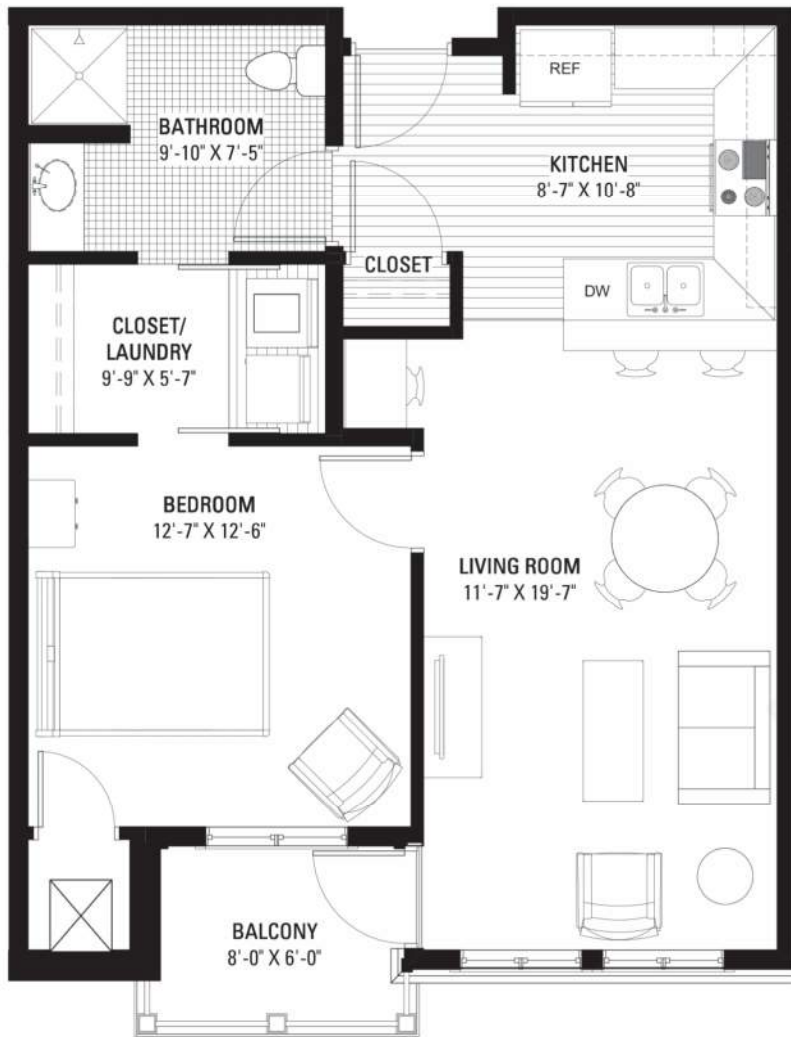 REF
BATHROOM
9'-10" X 7'-5"
KITCHEN
8'-7" X 10'-8"
CLOSET
DW
CLOSET/
LAUNDRY
9'-9" X 5'-7"
BEDROOM
12'-7" X 12'-6"
LIVING ROOM
11'-7" X 19'-7"
BALCONY
8'-0" X 6'-0"